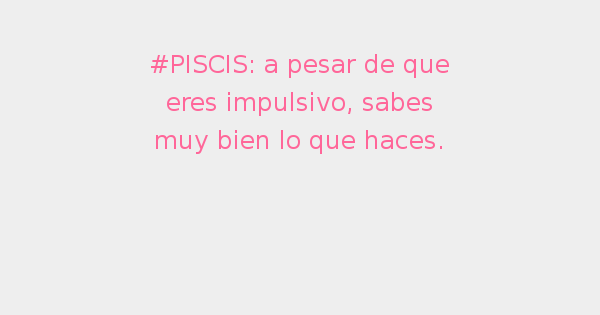 #PISCIS: a pesar de que
eres impulsivo, sabes
muy bien lo que haces.